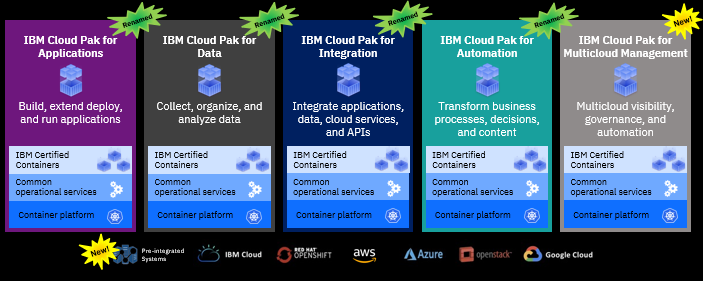 Renamed
Renamed
Renamed
Renamed
New!
IBM Cloud Pak for
Applications
Build, extend deploy,
and run applications
IBM Certified
Containers
Common
operational services
Container platform
IBM Cloud Pak for
Data
Collect, organize, and
analyze data
IBM Certified
Containers
Common
operational services
Container platform
IBM Cloud Pak for
Integration
Integrate applications,
data, cloud services,
and APIs
IBM Certified
Containers
Common
operational services
Container platform
IBM Cloud Pak for
Automation
Transform business
processes, decisions,
and content
IBM Certified
Containers
Common
operational services
Container platform
IBM Cloud Pak for
Multicloud Management
Multicloud visibility,
governance, and
automation
IBM Certified
Containers
Common
operational services
Container platform
New!
Pre-integrated
Systems
IBM Cloud
RED HAT
OPENSHIFT
aws
Azure
openstack
Google Cloud